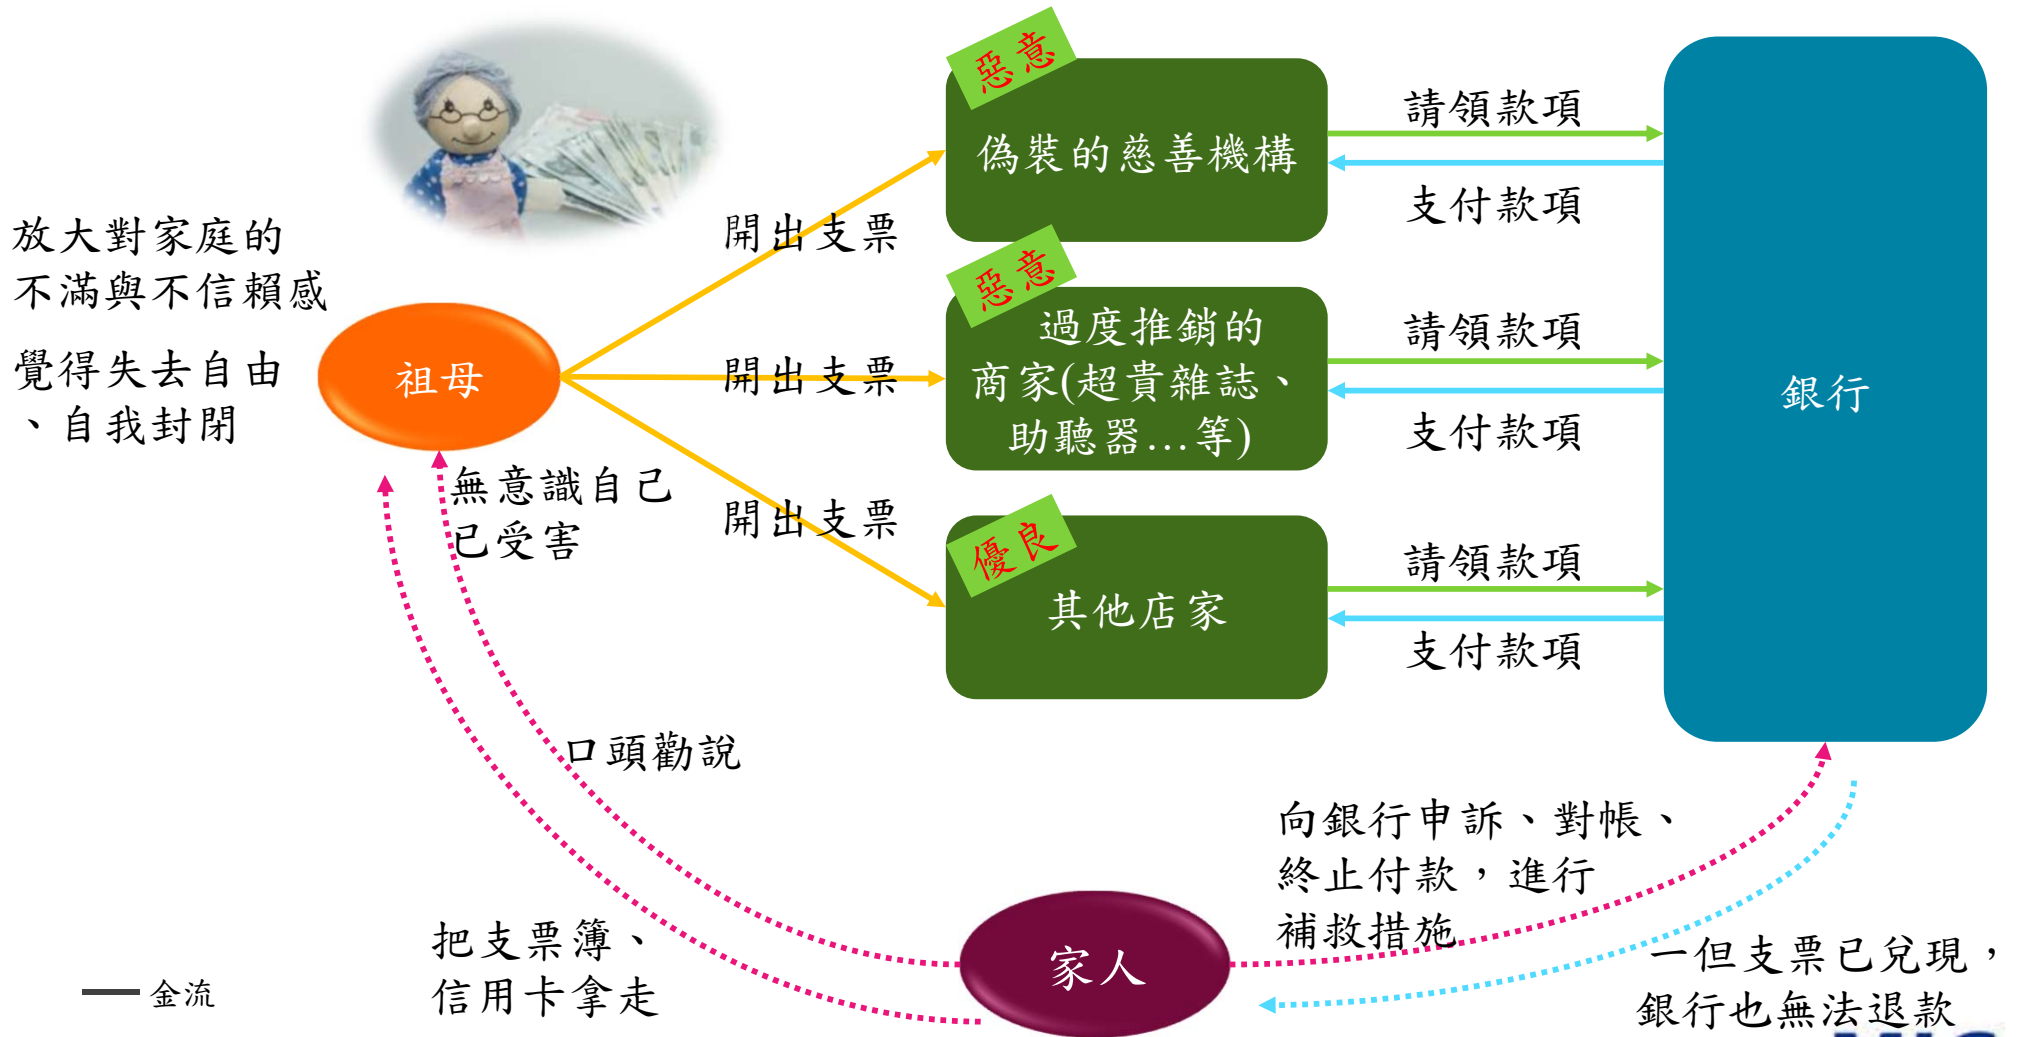 惡意
偽裝的慈善機構
請領款項
支付款項
開出支票
放大對家庭的
不滿與不信賴感
覺得失去自由
、自我封閉
祖母
惡意
過度推銷的
商家(超貴雜誌、
助聽器...等)
開出支票
請領款項
支付款項
銀行
無意識自己
已受害
開出支票
優良
其他店家
請領款項
支付款項
口頭勸說
向銀行申訴、對帳、
終止付款，進行
補救措施
把支票簿、
信用卡拿走
家人
一但支票已兌現，
銀行也無法退款
金流